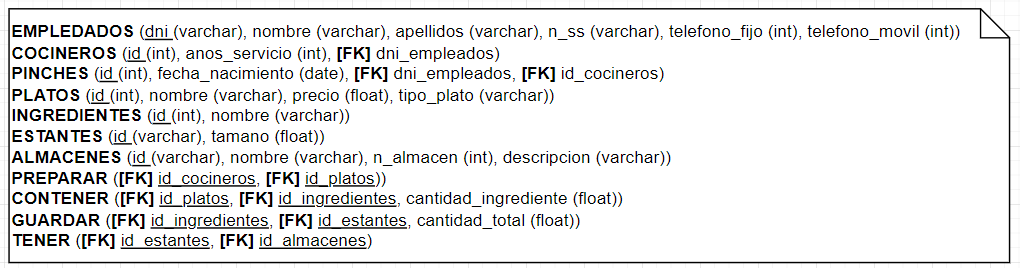 EMPLEDADOS (dni (varchar), nombre (varchar), apellidos (varchar), n_ss (varchar), telefono_fijo (int), telefono_movil (int))
COCINEROS (id (int), anos_servicio (int), [FK] dni_empleados)
PINCHES (id (int), fecha_nacimiento (date), [FK] dni_empleados, [FK] id_cocineros)
PLATOS (id (int), nombre (varchar), precio (float), tipo_plato (varchar))
INGREDIENTES (id (int), nombre (varchar))
ESTANTES (id (varchar), tamano (float))
ALMACENES (id (varchar), nombre (varchar), n_almacen (int), descripcion (varchar))
PREPARAR ([FK] id_cocineros, [FK] id_platos))
CONTENER ([FK] id_platos, [FK] id_ingredientes, cantidad_ingrediente (float))
GUARDAR ([FK] id_ingredientes, [FK] id_estantes, cantidad_total (float))
TENER ([FK] id_estantes, [FK] id_almacenes)